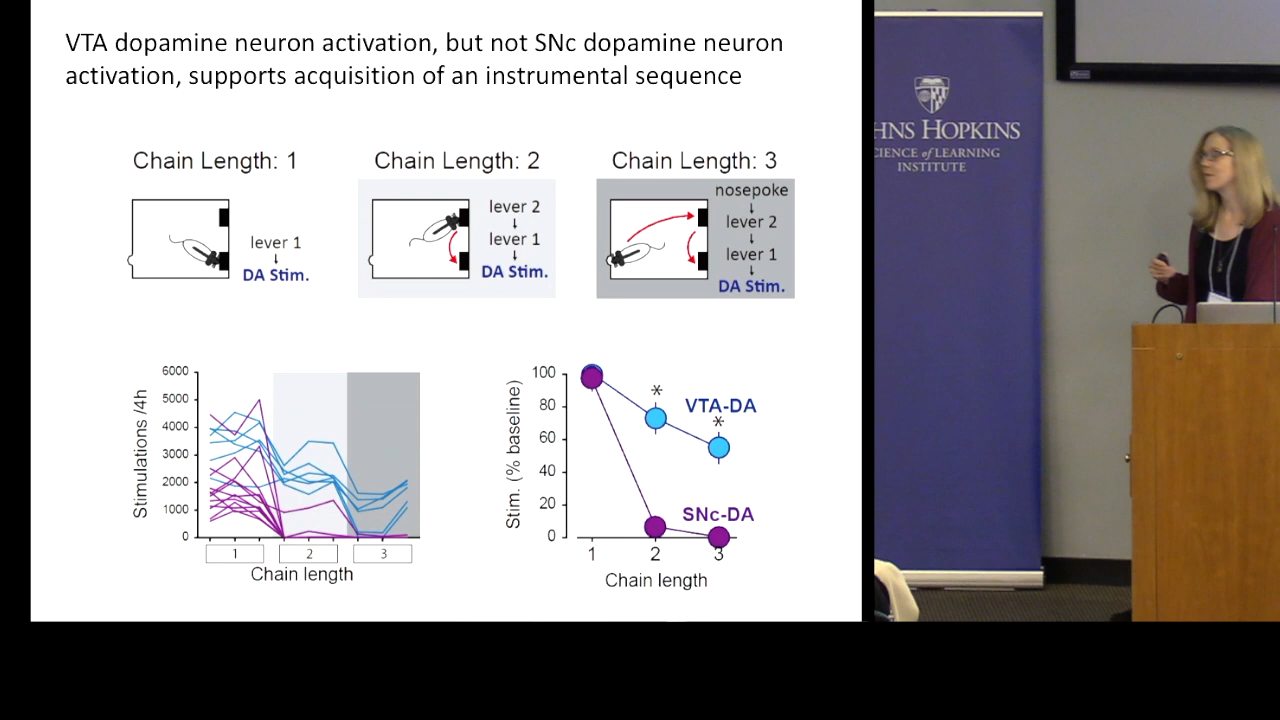 VTA dopamine neuron activation, but not SNc dopamine neuron
activation, supports acquisition of an instrumental sequence
Chain Length: 1
lever 1
↓
DA Stim.
Chain Length: 2
lever 2
↓
lever 1
↓
DA Stim.
Chain Length: 3
nosepoke
↓
lever 2
↓
lever 1
↓
DA Stim.
Stimulations /4h
6000
5000
4000
3000
2000
1000
0
1
2
3
Chain length
Stim. (% baseline)
100
80
60
40
20
0
*
VTA-DA
*
SNc-DA
1
2
3
Chain length
HNS HOPKINS
CIENCE of LEARNING
INSTITUTE